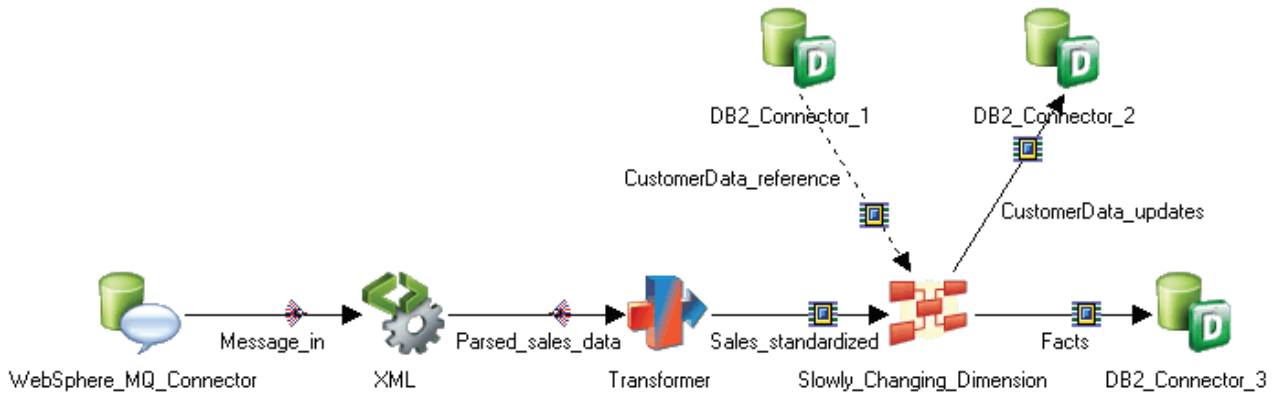 D
D
DB2_Connector_1
DB2_Connector_2
CustomerData_reference
CustomerData_updates
D
Message_in
Parsed_sales_data
Sales_standardized
Facts
WebSphere_MQ_Connector
XML
Transformer
Slowly_Changing_Dimension
DB2_Connector_3